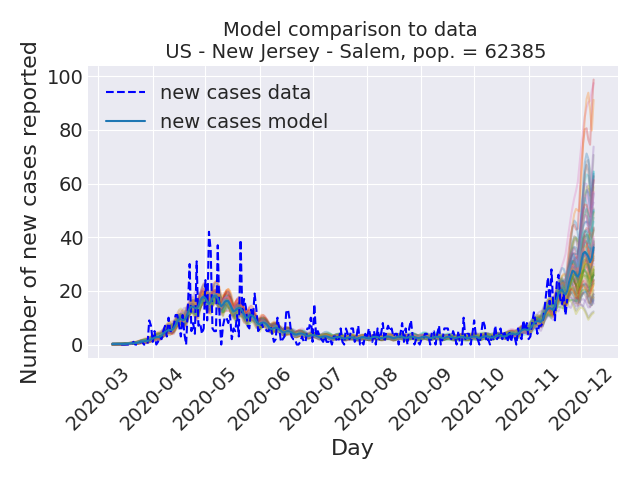 Model comparison to data
US - New Jersey - Salem, pop. = 62385
Number of new cases reported
100
80
60
40
20
0
new cases data
new cases model
2020-03
2020-04
2020-05
2020-06
2020-07
2020-08
2020-09
2020-10
2020-11
2020-12
Day